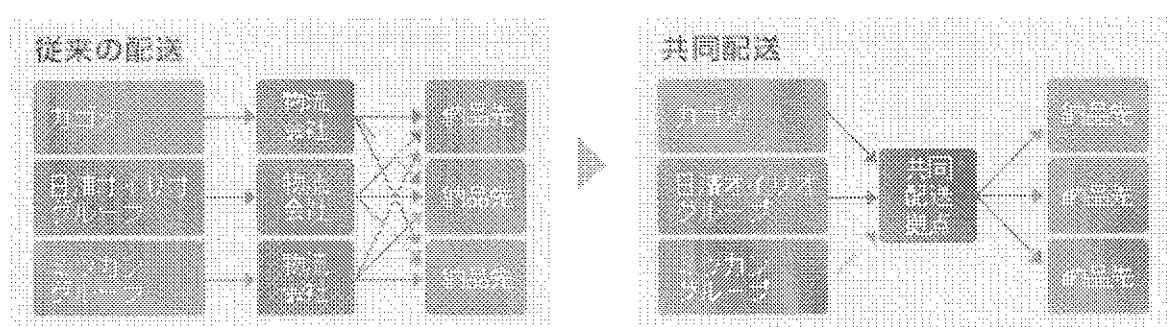 従来の配送
カゴメ
日清オイリオ
グループ
ミツカン
グループ
物流
会社
物流
会社
物流
会社
納品先
納品先
納品先
共同配送
カゴメ
日清オイリオ
グループ
ミツカン
グループ
共同
配送
拠点
納品先
納品先
納品先